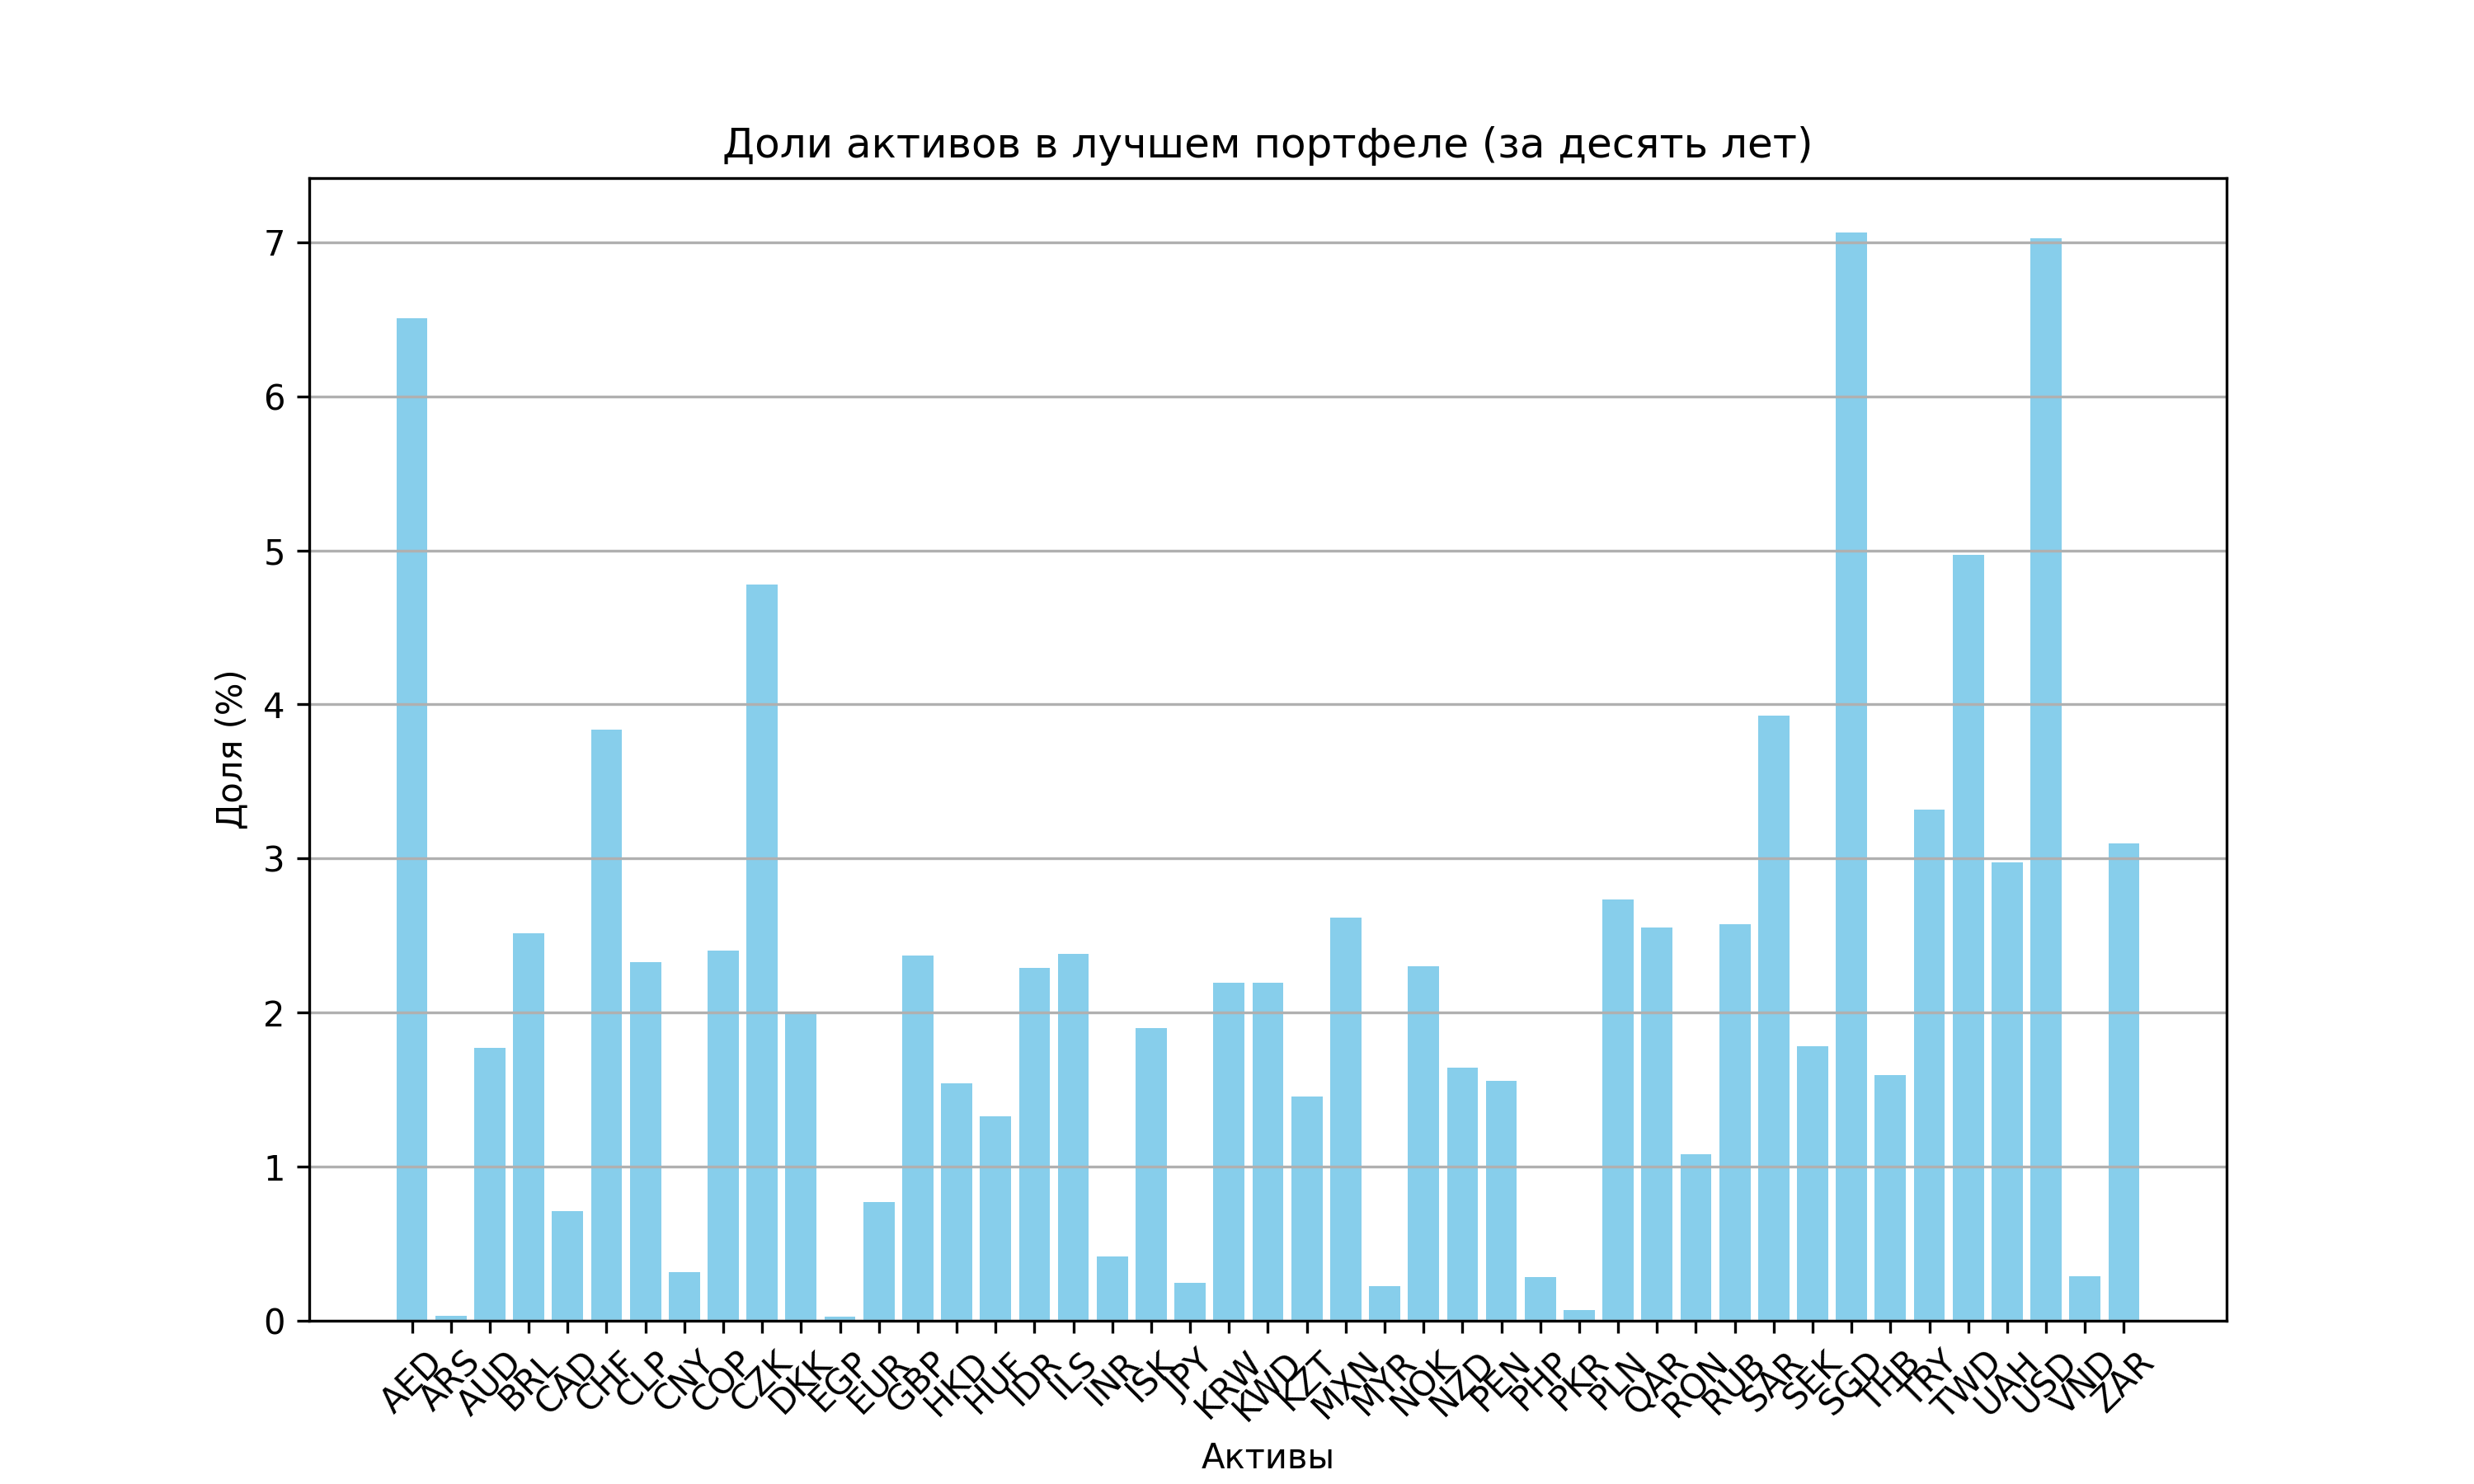 Доли активов в лучшем портфеле (за десять лет)
Доля (%)
7
6
5
4
3
2
1
0
AED ARS AUD BRL CAD CHF CLP CNY COP CZK DKK EGP EUR GBP HKD HUF IDR ILS INR ISK JPY KRW KWD KZT MXN MYR NOK NZD PEN PHP PKR PLN QAR RON RUB SAR SEK SGD THB TRY TWD UAH USD VND ZAR
Активы